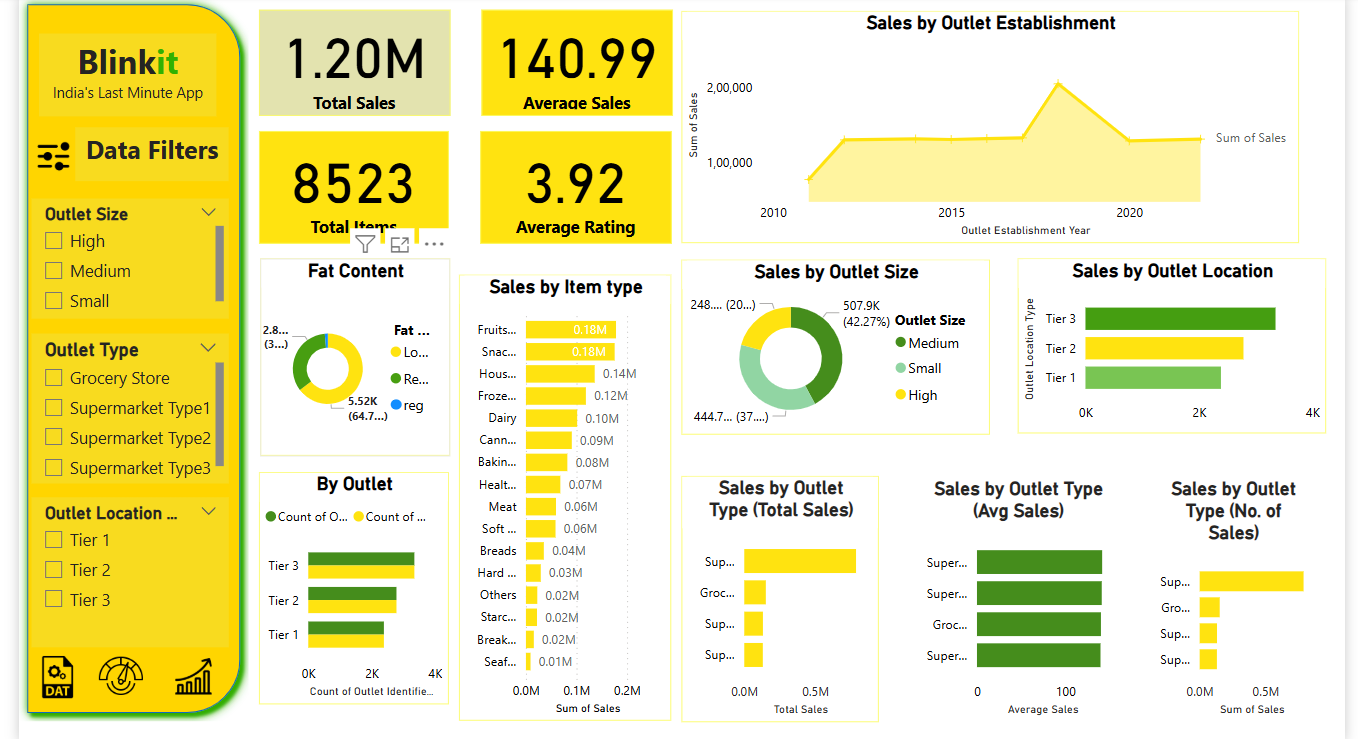 Blinkit
India's Last Minute App
Data Filters
Outlet Size
High
Medium
Small
Outlet Type
Grocery Store
Supermarket Type1
Supermarket Type2
Supermarket Type3
Outlet Location ...
Tier 1
Tier 2
Tier 3
DAT
1.20M
Total Sales
140.99
Average Sales
8523
Total Items
3.92
Average Rating
Sales by Outlet Establishment
Sum of Sales
2,00,000
1,00,000
Sum of Sales
2010
2015
2020
Outlet Establishment Year
Fat Content
2.8...
(3...)
5.52K
(64.7...)
Fat ...
Lo...
Re...
reg
By Outlet
Count of O...
Count of ...
Tier 3
Tier 2
Tier 1
0K
2K
4K
Count of Outlet Identifie...
Sales by Item type
Fruits... 0.18M
Snac... 0.18M
Hous... 0.14M
Froze... 0.12M
Dairy 0.10M
Cann... 0.09M
Bakin... 0.08M
Healt... 0.07M
Meat 0.06M
Soft ... 0.06M
Breads 0.04M
Hard ... 0.03M
Others 0.02M
Starc... 0.02M
Break... 0.02M
Seaf... 0.01M
0.0M 0.1M 0.2M
Sum of Sales
Sales by Outlet Size
248.... (20...)
507.9K
(42.27%)
444.7... (37....)
Outlet Size
Medium
Small
High
Sales by Outlet Location
Outlet Location Type
Tier 3
Tier 2
Tier 1
0K
2K
4K
Sales by Outlet
Type (Total Sales)
Sup...
Groc...
Sup...
Sup...
0.0M
0.5M
Total Sales
Sales by Outlet Type
(Avg Sales)
Super...
Super...
Groc...
Super...
0
100
Average Sales
Sales by Outlet
Type (No. of
Sales)
Sup...
Gro...
Sup...
Sup...
0.0M
0.5M
Sum of Sales